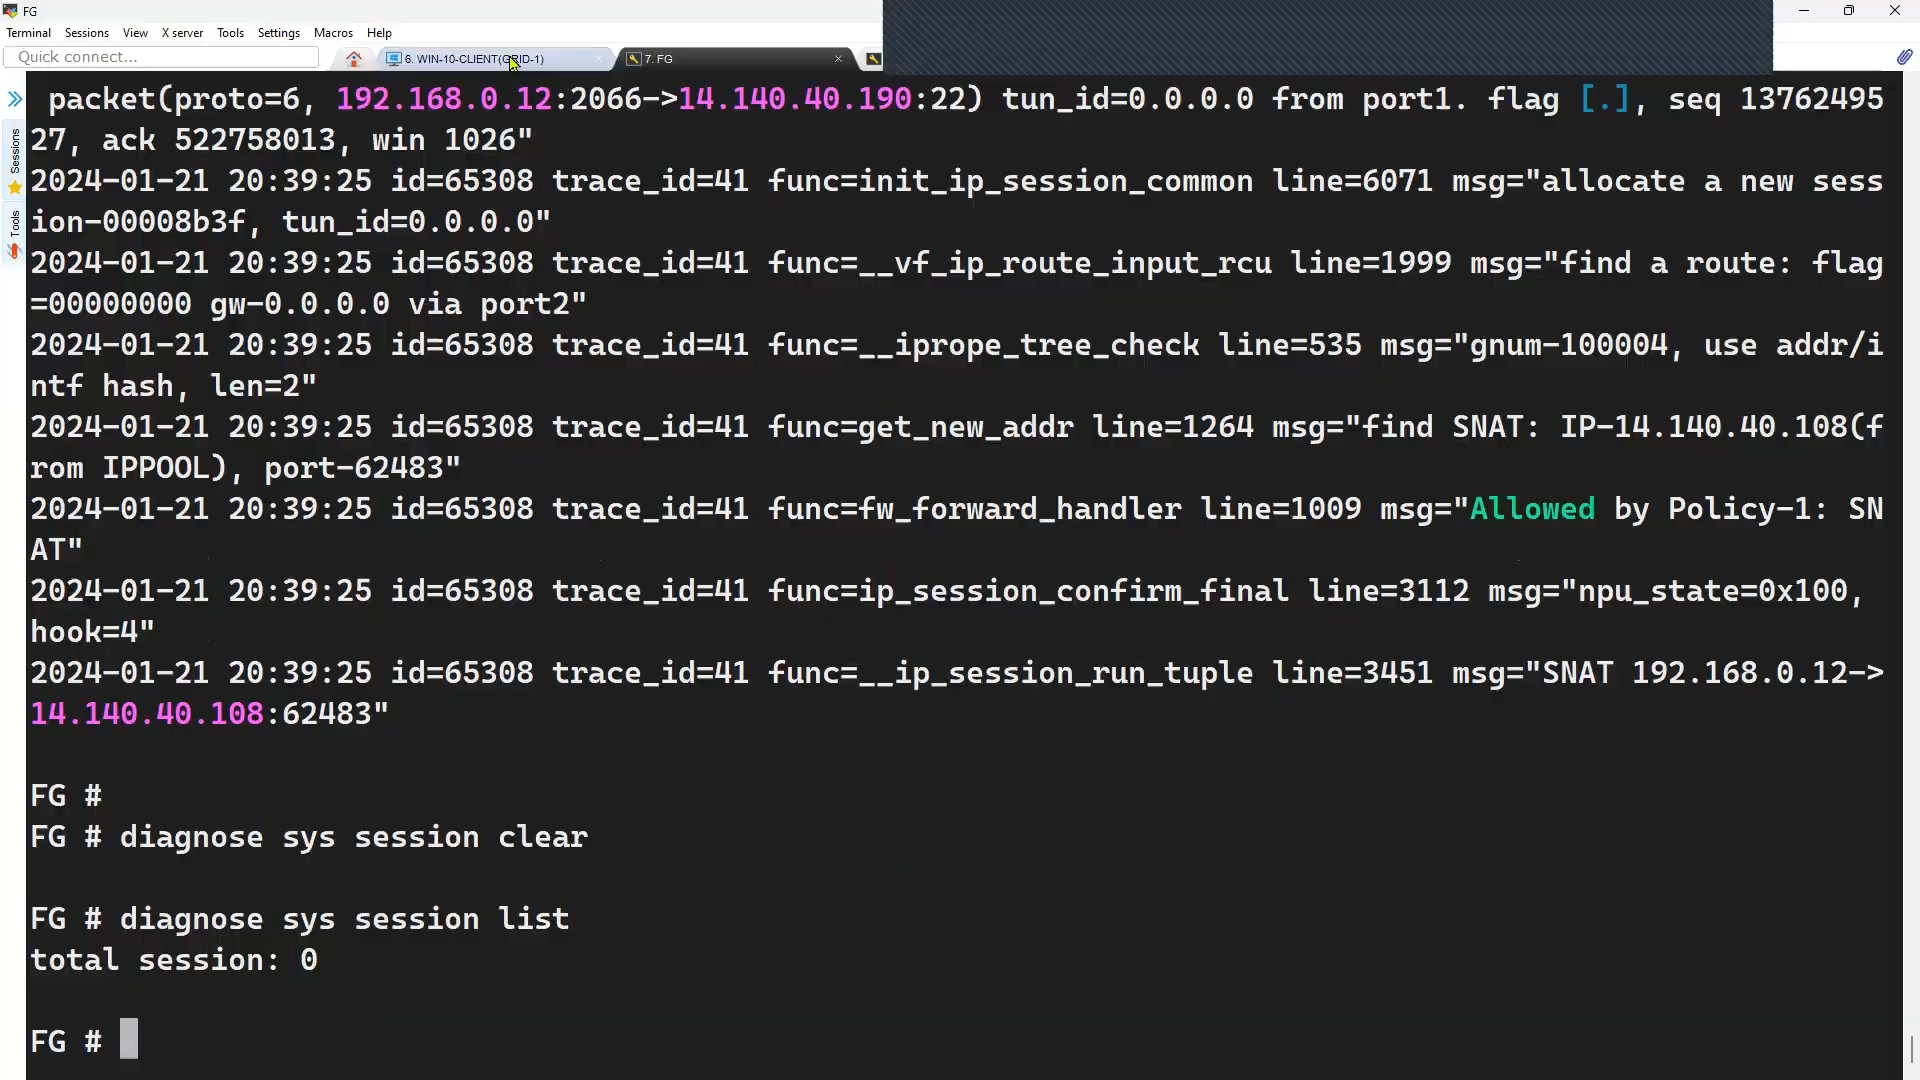 FG
Terminal Sessions View X server Tools Settings Macros Help
Quick connect...
6. WIN-10-CLIENT(GRID-1)
7. FG
Sessions
Tools
packet(proto=6, 192.168.0.12:2066->14.140.40.190:22) tun_id=0.0.0.0 from port1. flag [.], seq 13762495
27, ack 522758013, win 1026"
2024-01-21 20:39:25 id=65308 trace_id=41 func=init_ip_session_common line=6071 msg="allocate a new sess
ion-00008b3f, tun_id=0.0.0.0"
2024-01-21 20:39:25 id=65308 trace_id=41 func=__vf_ip_route_input_rcu line=1999 msg="find a route: flag
=00000000 gw-0.0.0.0 via port2"
2024-01-21 20:39:25 id=65308 trace_id=41 func=__iprope_tree_check line=535 msg="gnum-100004, use addr/i
ntf hash, len=2"
2024-01-21 20:39:25 id=65308 trace_id=41 func=get_new_addr line=1264 msg="find SNAT: IP-14.140.40.108(f
rom IPPOOL), port-62483"
2024-01-21 20:39:25 id=65308 trace_id=41 func=fw_forward_handler line=1009 msg="Allowed by Policy-1: SN
AT"
2024-01-21 20:39:25 id=65308 trace_id=41 func=ip_session_confirm_final line=3112 msg="npu_state=0x100,
hook=4"
2024-01-21 20:39:25 id=65308 trace_id=41 func=__ip_session_run_tuple line=3451 msg="SNAT 192.168.0.12->
14.140.40.108:62483"
FG #
FG # diagnose sys session clear
FG # diagnose sys session list
total session: 0
FG #